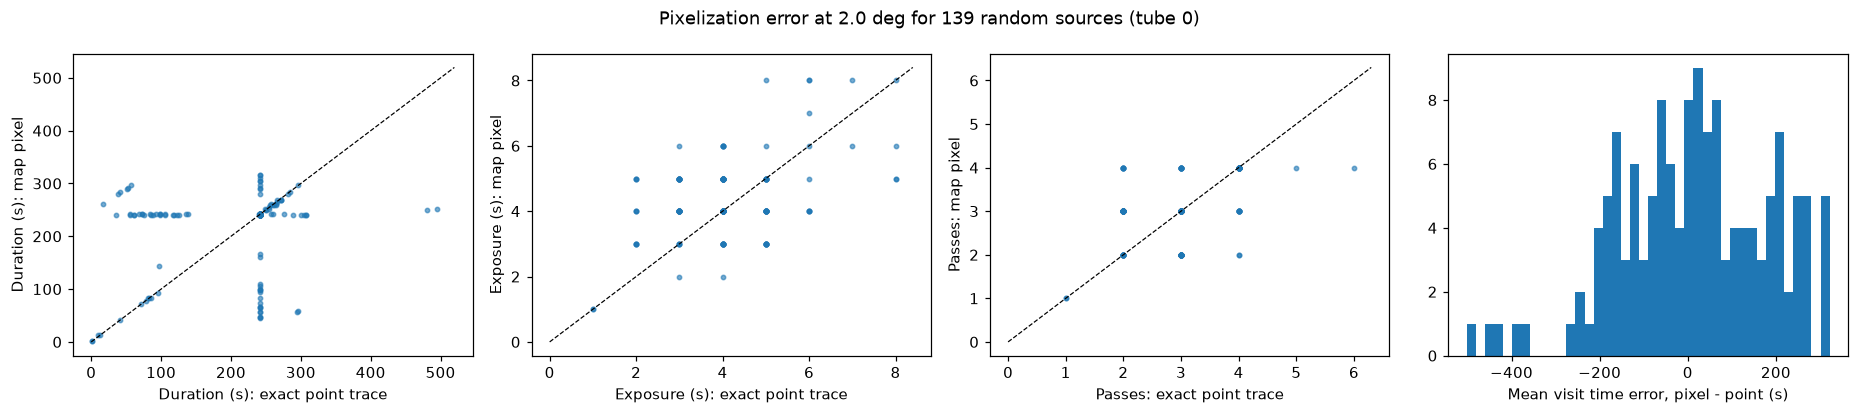 Pixelization error at 2.0 deg for 139 random sources (tube 0)
Duration (s): map pixel
500
400
300
200
100
0
0 100 200 300 400 500
Duration (s): exact point trace
Exposure (s): map pixel
8
6
4
2
0
0 2 4 6 8
Exposure (s): exact point trace
Passes: map pixel
6
5
4
3
2
1
0
0 1 2 3 4 5 6
Passes: exact point trace
8
6
4
2
0
−400 −200 0 200
Mean visit time error, pixel - point (s)